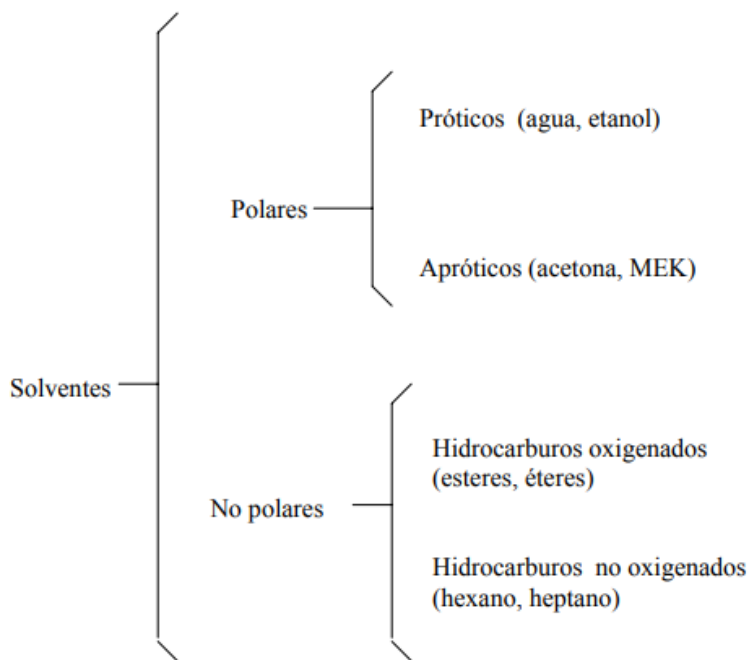 Próticos (agua, etanol)
Polares
Apróticos (acetona, MEK)
Solventes
Hidrocarburos oxigenados
(esteres, éteres)
No polares
Hidrocarburos no oxigenados
(hexano, heptano)